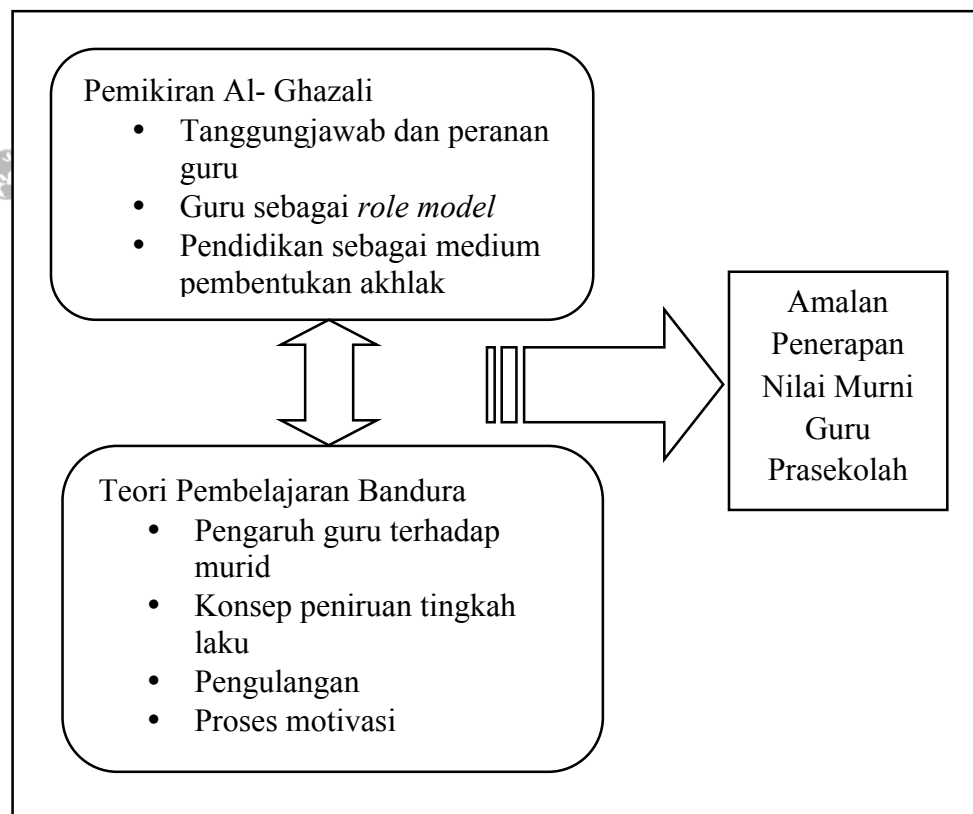 Pemikiran Al- Ghazali
• Tanggungjawab dan peranan
guru
• Guru sebagai role model
• Pendidikan sebagai medium
pembentukan akhlak
Amalan
Penerapan
Nilai Murni
Guru
Prasekolah
Teori Pembelajaran Bandura
• Pengaruh guru terhadap
murid
• Konsep peniruan tingkah
laku
• Pengulangan
• Proses motivasi